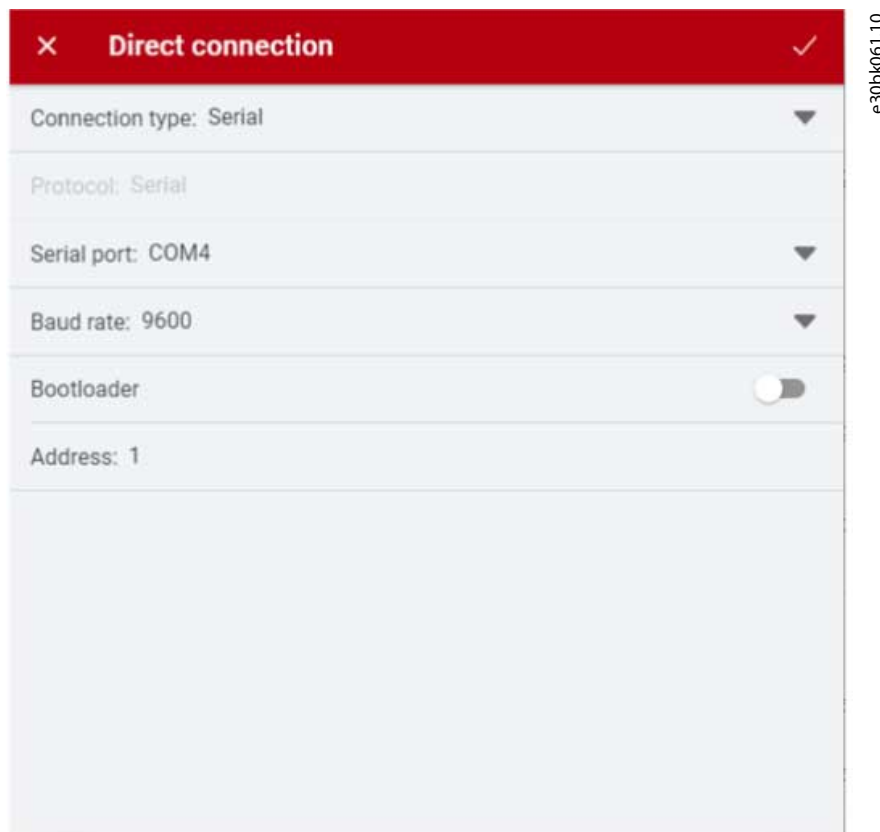 Direct connection
Connection type: Serial
Protocol: Serial
Serial port: COM4
Baud rate: 9600
Bootloader
Address: 1
e30bk061.10